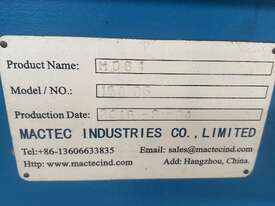 Product Name:
Model / NO.:
Production Date:
MACTEC INDUSTRIES CO., LIMITED
Tel:+86-13606633835 Email: sales@mactecind.com
Http: www.mactecind.com Add: Hangzhou, China.